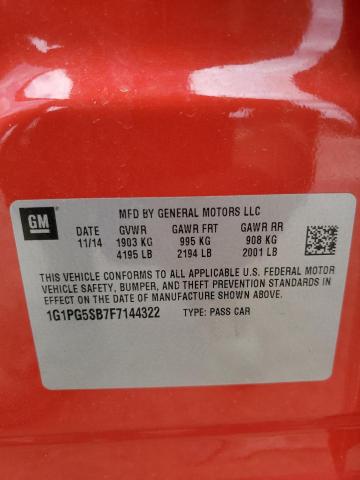 GM
MFD BY GENERAL MOTORS LLC
11/14 GVWR GAWR FRT GAWR RR
1903 KG 995 KG 908 KG
4195 LB 2194 LB 2001 LB
THIS VEHICLE CONFORMS TO ALL APPLICABLE U.S. FEDERAL MOTOR
VEHICLE SAFETY, BUMPER, AND THEFT PREVENTION STANDARDS IN
EFFECT ON THE DATE OF MANUFACTURE SHOWN ABOVE.
1G1PG5SB7F7144322 TYPE: PASS CAR